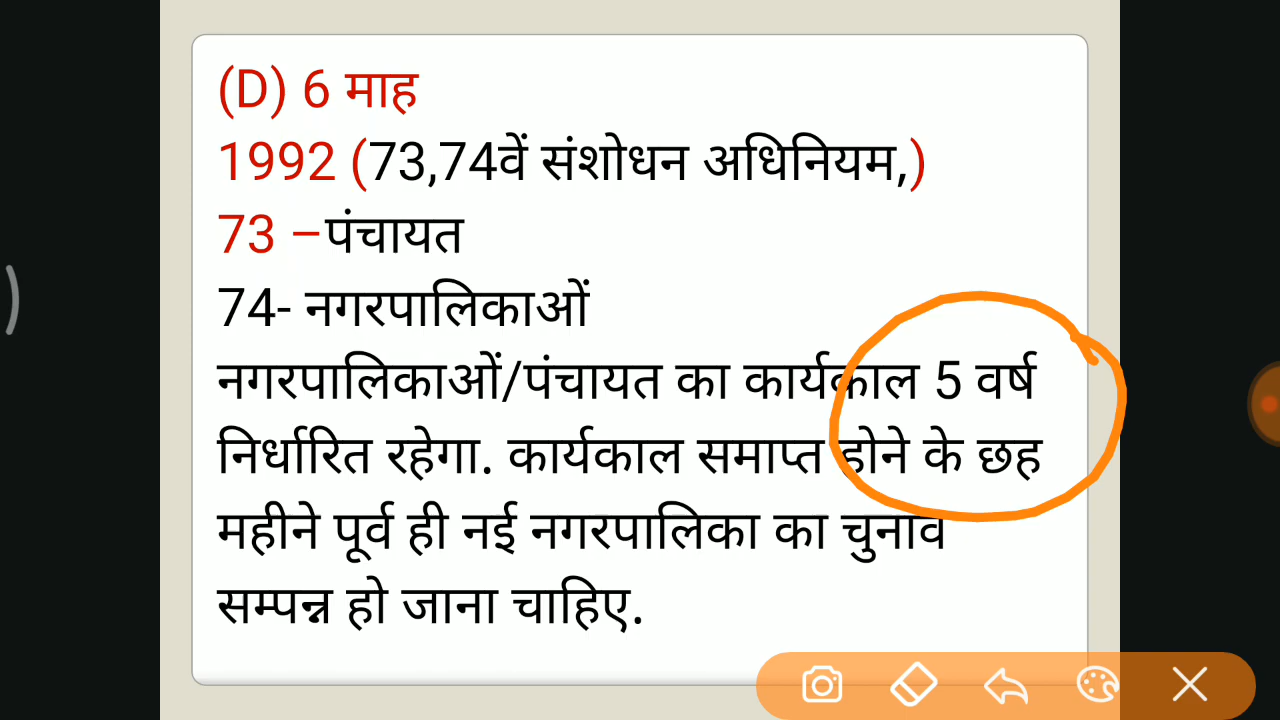 (D) 6 माह
1992 (73,74वें संशोधन अधिनियम,)
73 –पंचायत
74- नगरपालिकाओं
नगरपालिकाओं/पंचायत का कार्यकाल 5 वर्ष
निर्धारित रहेगा. कार्यकाल समाप्त होने के छह
महीने पूर्व ही नई नगरपालिका का चुनाव
सम्पन्न हो जाना चाहिए.